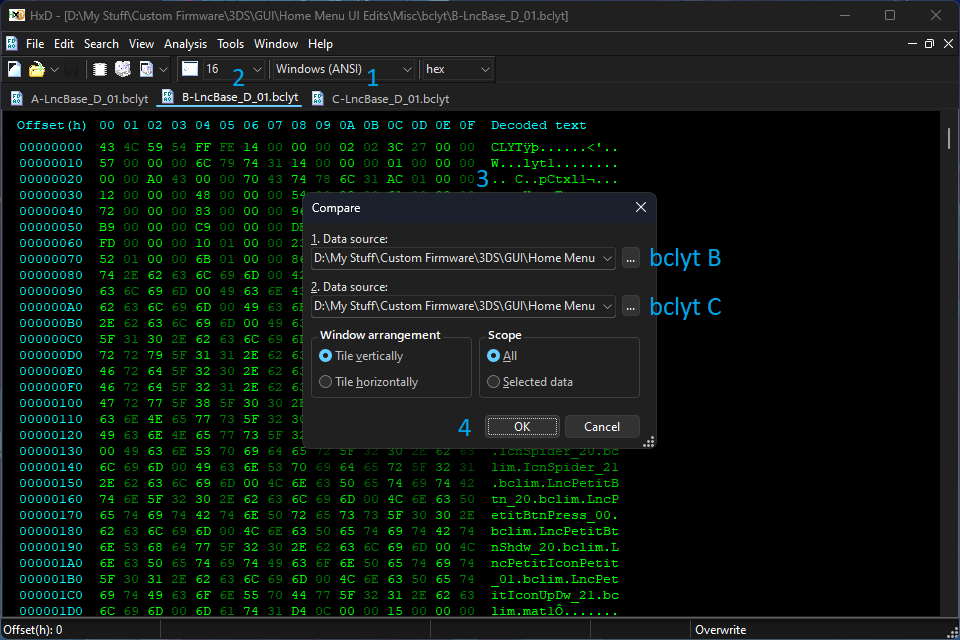 HxD - [D:\My Stuff\Custom Firmware\3DS\GUI\Home Menu UI Edits\Misc\bclyt\B-LncBase_D_01.bclyt]
File Edit Search View Analysis Tools Window Help
16 2 Windows (ANSI) 1 hex
A-LncBase_D_01.bclyt B-LncBase_D_01.bclyt C-LncBase_D_01.bclyt
Offset(h) 00 01 02 03 04 05 06 07 08 09 0A 0B 0C 0D 0E 0F Decoded text
00000000 43 4C 59 54 FF FE 14 00 00 00 02 02 3C 27 00 00 CLYTÿþ......<'..
00000010 57 00 00 00 6C 79 74 31 14 00 00 00 01 00 00 00 W...lyt1........
00000020 00 00 A0 43 00 00 70 43 74 78 6C 31 AC 01 00 00 .. C..pCtxl1¬...
3
00000030 12 00 00 00 48 00 00 00 54
00000040 72 00 00 00 83 00 00 00 96
00000050 B9 00 00 00 C9 00 00 00
00000060 FD 00 00 00 10 01 00 00 23
00000070 52 01 00 00 6B 01 00 00 86
00000080 74 2E 62 63 6C 69 6D 00 42
00000090 63 6C 69 6D 00 49 63 6E 43
000000A0 62 63 6C 69 6D 00 49 63 6E
000000B0 2E 62 63 6C 69 6D 00 49 63
000000C0 5F 31 30 2E 62 63 6C 69 6D
000000D0 72 72 79 5F 31 31 2E 62 63
000000E0 46 72 64 5F 32 30 2E 62 63
000000F0 46 72 64 5F 32 31 2E 62 63
00000100 47 72 77 5F 38 5F 30 30 2E
00000110 63 6E 4E 65 77 73 5F 32 30
00000120 49 63 6E 4E 65 77 73 5F 32
Compare
1. Data source:
D:\My Stuff\Custom Firmware\3DS\GUI\Home Menu ... bclyt B
2. Data source:
D:\My Stuff\Custom Firmware\3DS\GUI\Home Menu ... bclyt C
Window arrangement Scope
Tile vertically All
Tile horizontally Selected data
4 OK Cancel
00000130 00 49 63 6E 53 70 69 64 65 72 5F 32 30 2E 62 63 .IcnSpider_20.bc
00000140 6C 69 6D 00 49 63 6E 53 70 69 64 65 72 5F 32 31 lim.IcnSpider_21
00000150 2E 62 63 6C 69 6D 00 4C 6E 63 50 65 74 69 74 42 .bclim.LncPetitB
00000160 74 6E 5F 32 30 2E 62 63 6C 69 6D 00 4C 6E 63 50 tn_20.bclim.LncP
00000170 65 74 69 74 42 74 6E 50 72 65 73 73 5F 30 30 2E etitBtnPress_00.
00000180 62 63 6C 69 6D 00 4C 6E 63 50 65 74 69 74 42 74 bclim.LncPetitBt
00000190 6E 53 68 64 77 5F 32 30 2E 62 63 6C 69 6D 00 4C nShdw_20.bclim.L
000001A0 6E 63 50 65 74 69 74 49 63 6F 6E 50 65 74 69 74 ncPetitIconPetit
000001B0 5F 30 31 2E 62 63 6C 69 6D 00 4C 6E 63 50 65 74 _01.bclim.LncPet
000001C0 69 74 49 63 6F 6E 55 70 44 77 5F 32 31 2E 62 63 itIconUpDw_21.bc
000001D0 6C 69 6D 00 6D 61 74 31 D4 0C 00 00 15 00 00 00 lim.mat1Ô.......
Offset(h): 0 Overwrite